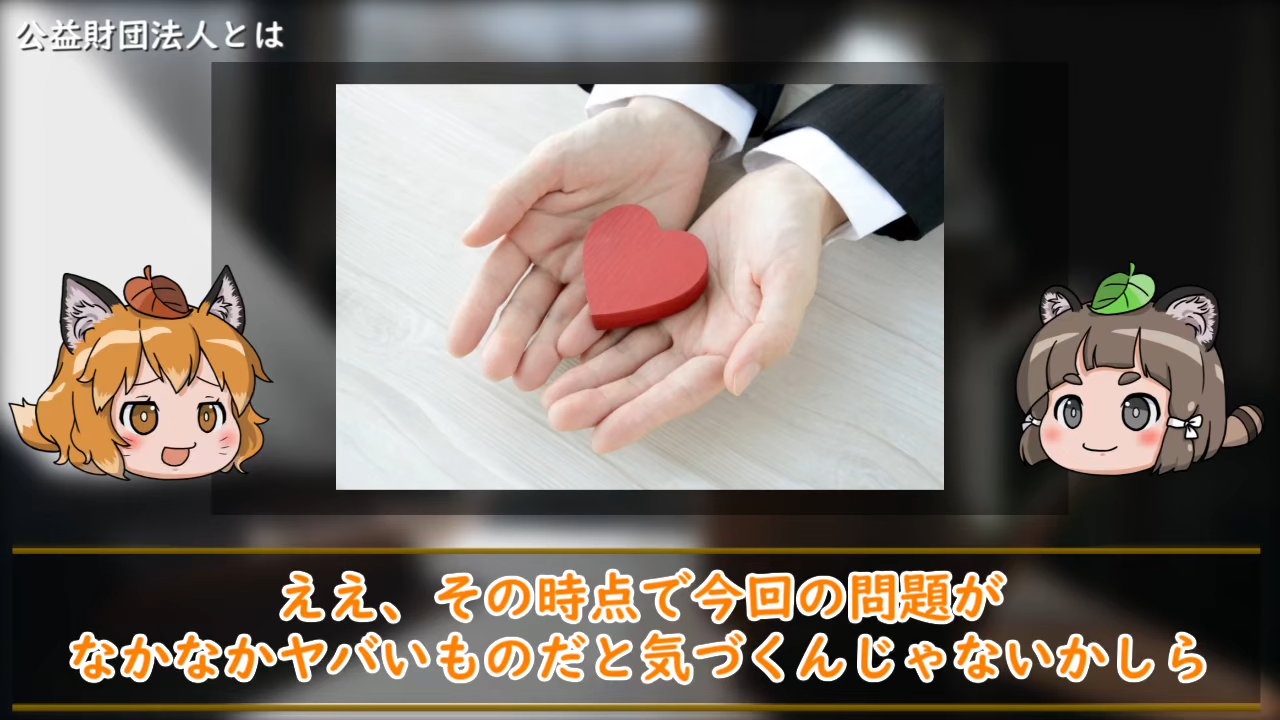 公益財団法人とは
ええ、その時点で今回の問題が
なかなかヤバいものだと気づくんじゃないかしら